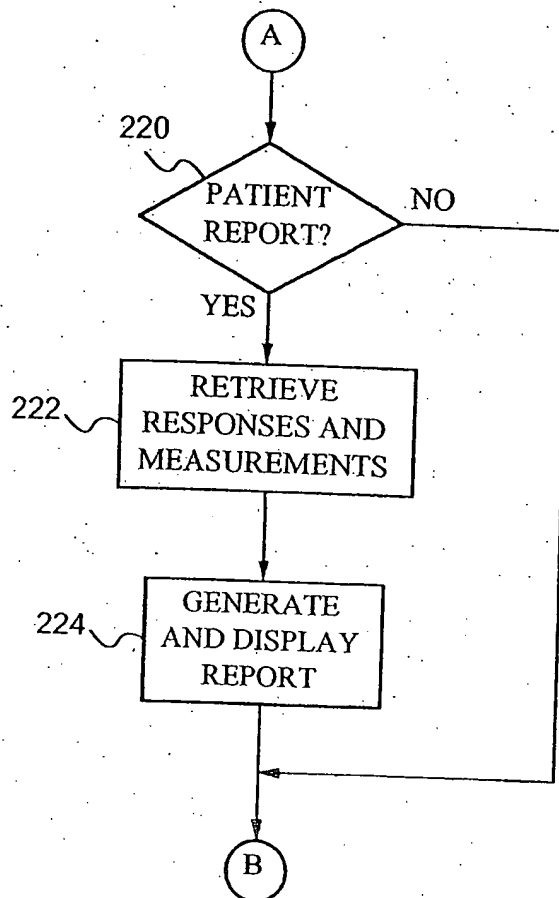 A
220
PATIENT
REPORT?
NO
YES
222
RETRIEVE
RESPONSES AND
MEASUREMENTS
224
GENERATE
AND DISPLAY
REPORT
B